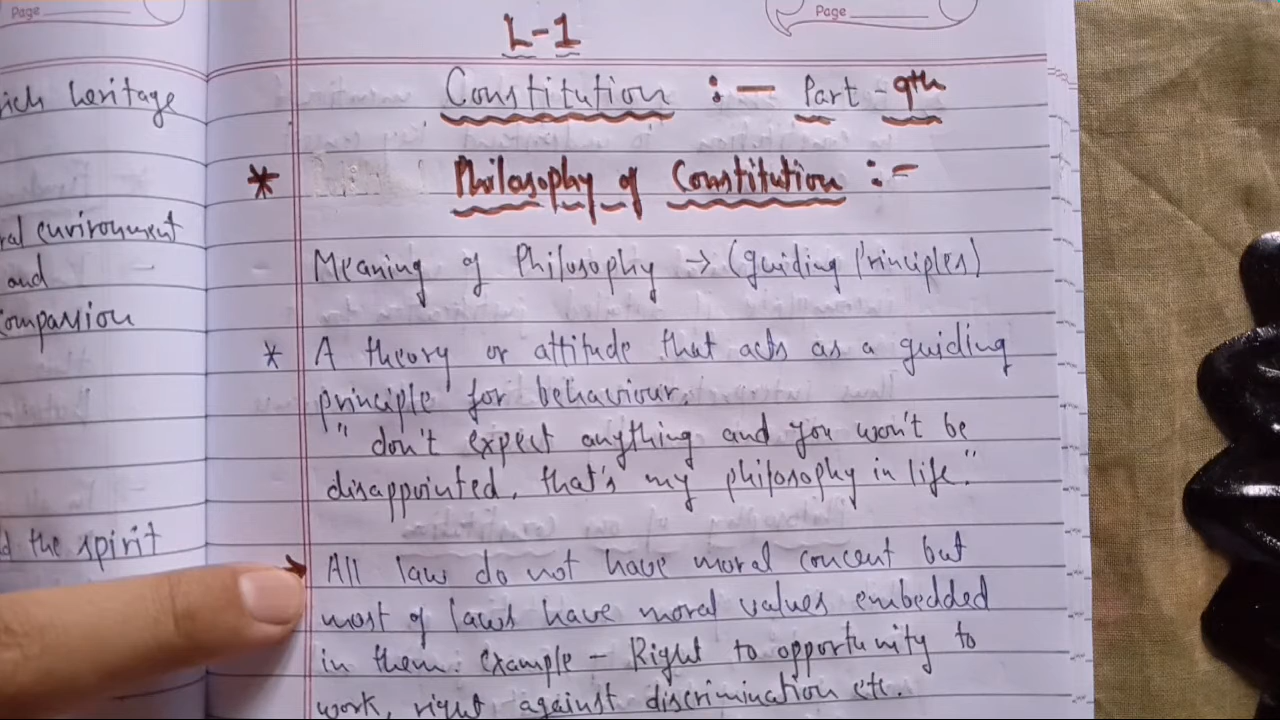 Page
Page
L-1
rich heritage
Constitution :- Part - 9th
* Philosophy of Constitution :-
ral environment
and
compassion
Meaning of Philosophy → (guiding Principles)
* A theory or attitude that acts as a guiding
principle for behaviour.
" don't expect anything and you won't be
disappointed, that's my philosophy in life."
d the spirit
All law do not have moral concent but
most of laws have moral values embedded
in them. Example - Right to opportunity to
work, right against discrimination etc.